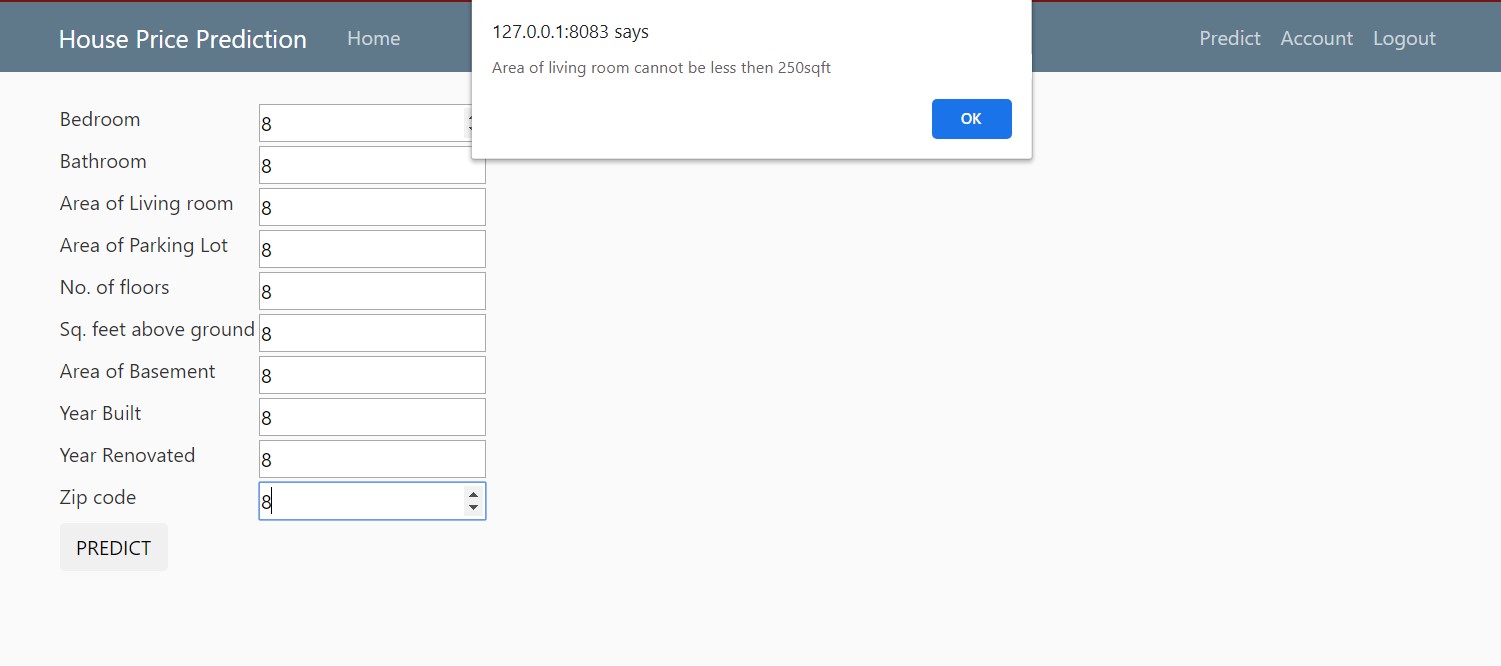 House Price Prediction Home Predict Account Logout
127.0.0.1:8083 says
Area of living room cannot be less then 250sqft
OK
Bedroom 8
Bathroom 8
Area of Living room 8
Area of Parking Lot 8
No. of floors 8
Sq. feet above ground 8
Area of Basement 8
Year Built 8
Year Renovated 8
Zip code 8
PREDICT